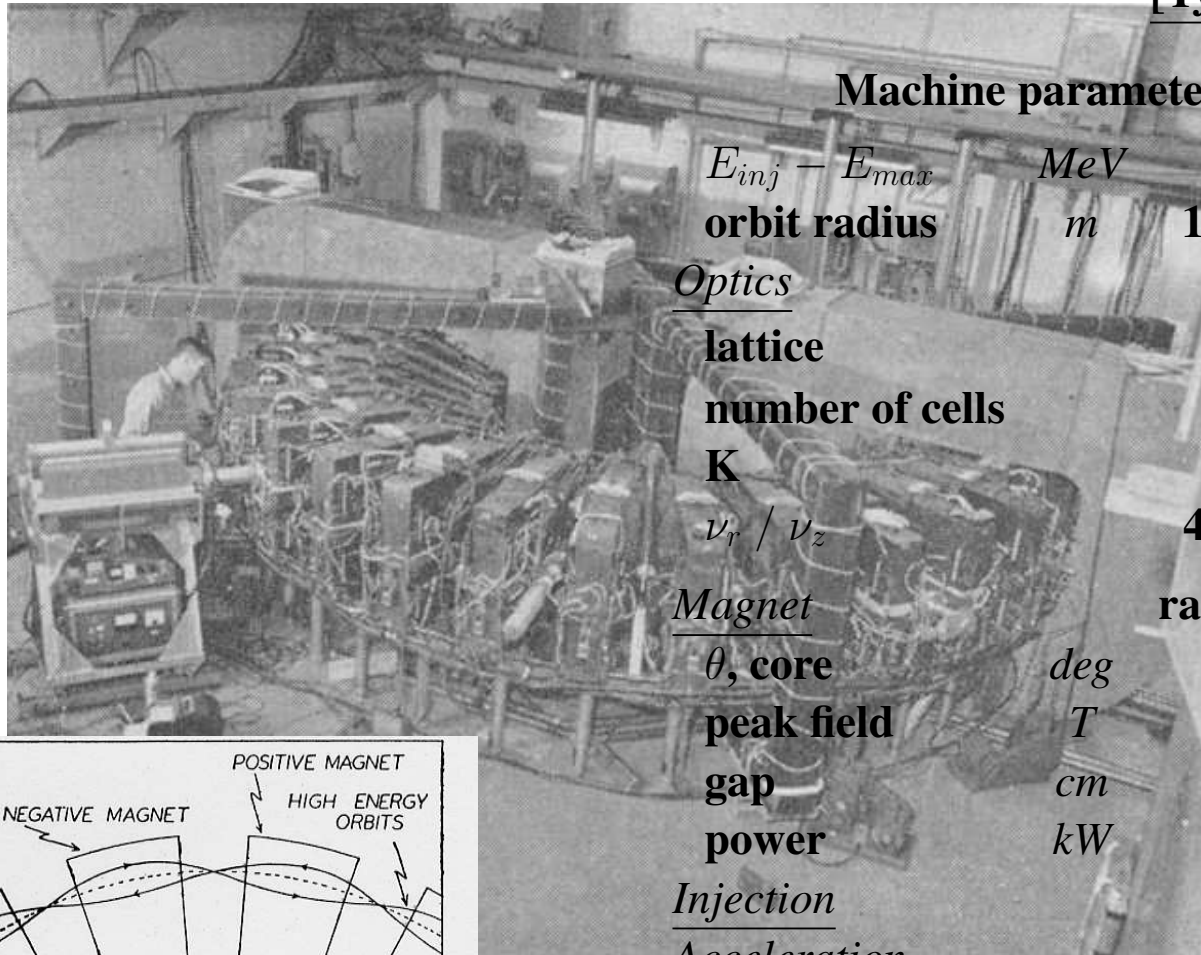 Machine paramete
E_inj − E_max MeV
orbit radius m 1
Optics
lattice
number of cells
K
ν_r / ν_z 4
Magnet ra
θ, core deg
peak field T
gap cm
power kW
Injection
Acceleration
POSITIVE MAGNET
NEGATIVE MAGNET
HIGH ENERGY
ORBITS